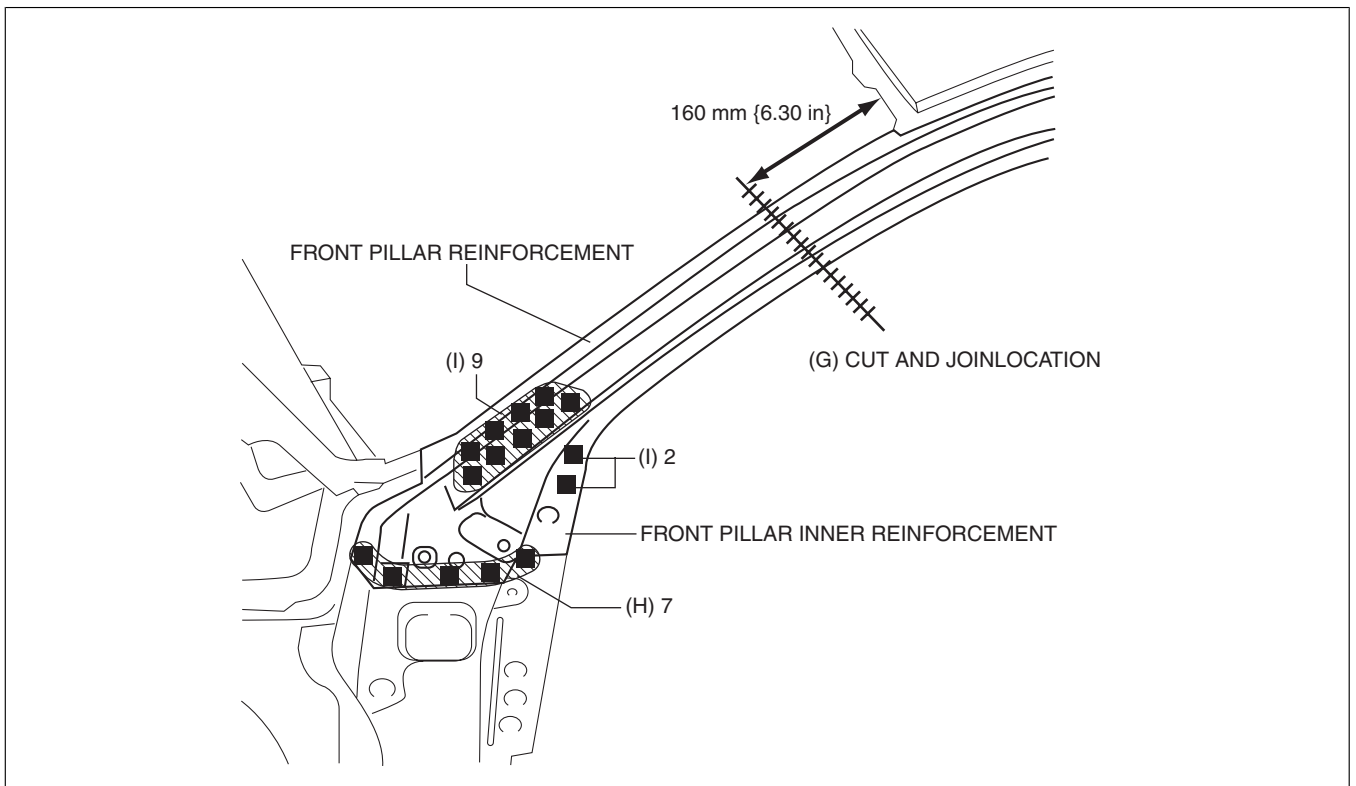 160 mm {6.30 in}
FRONT PILLAR REINFORCEMENT
(G) CUT AND JOINLOCATION
(I) 9
(I) 2
FRONT PILLAR INNER REINFORCEMENT
(H) 7